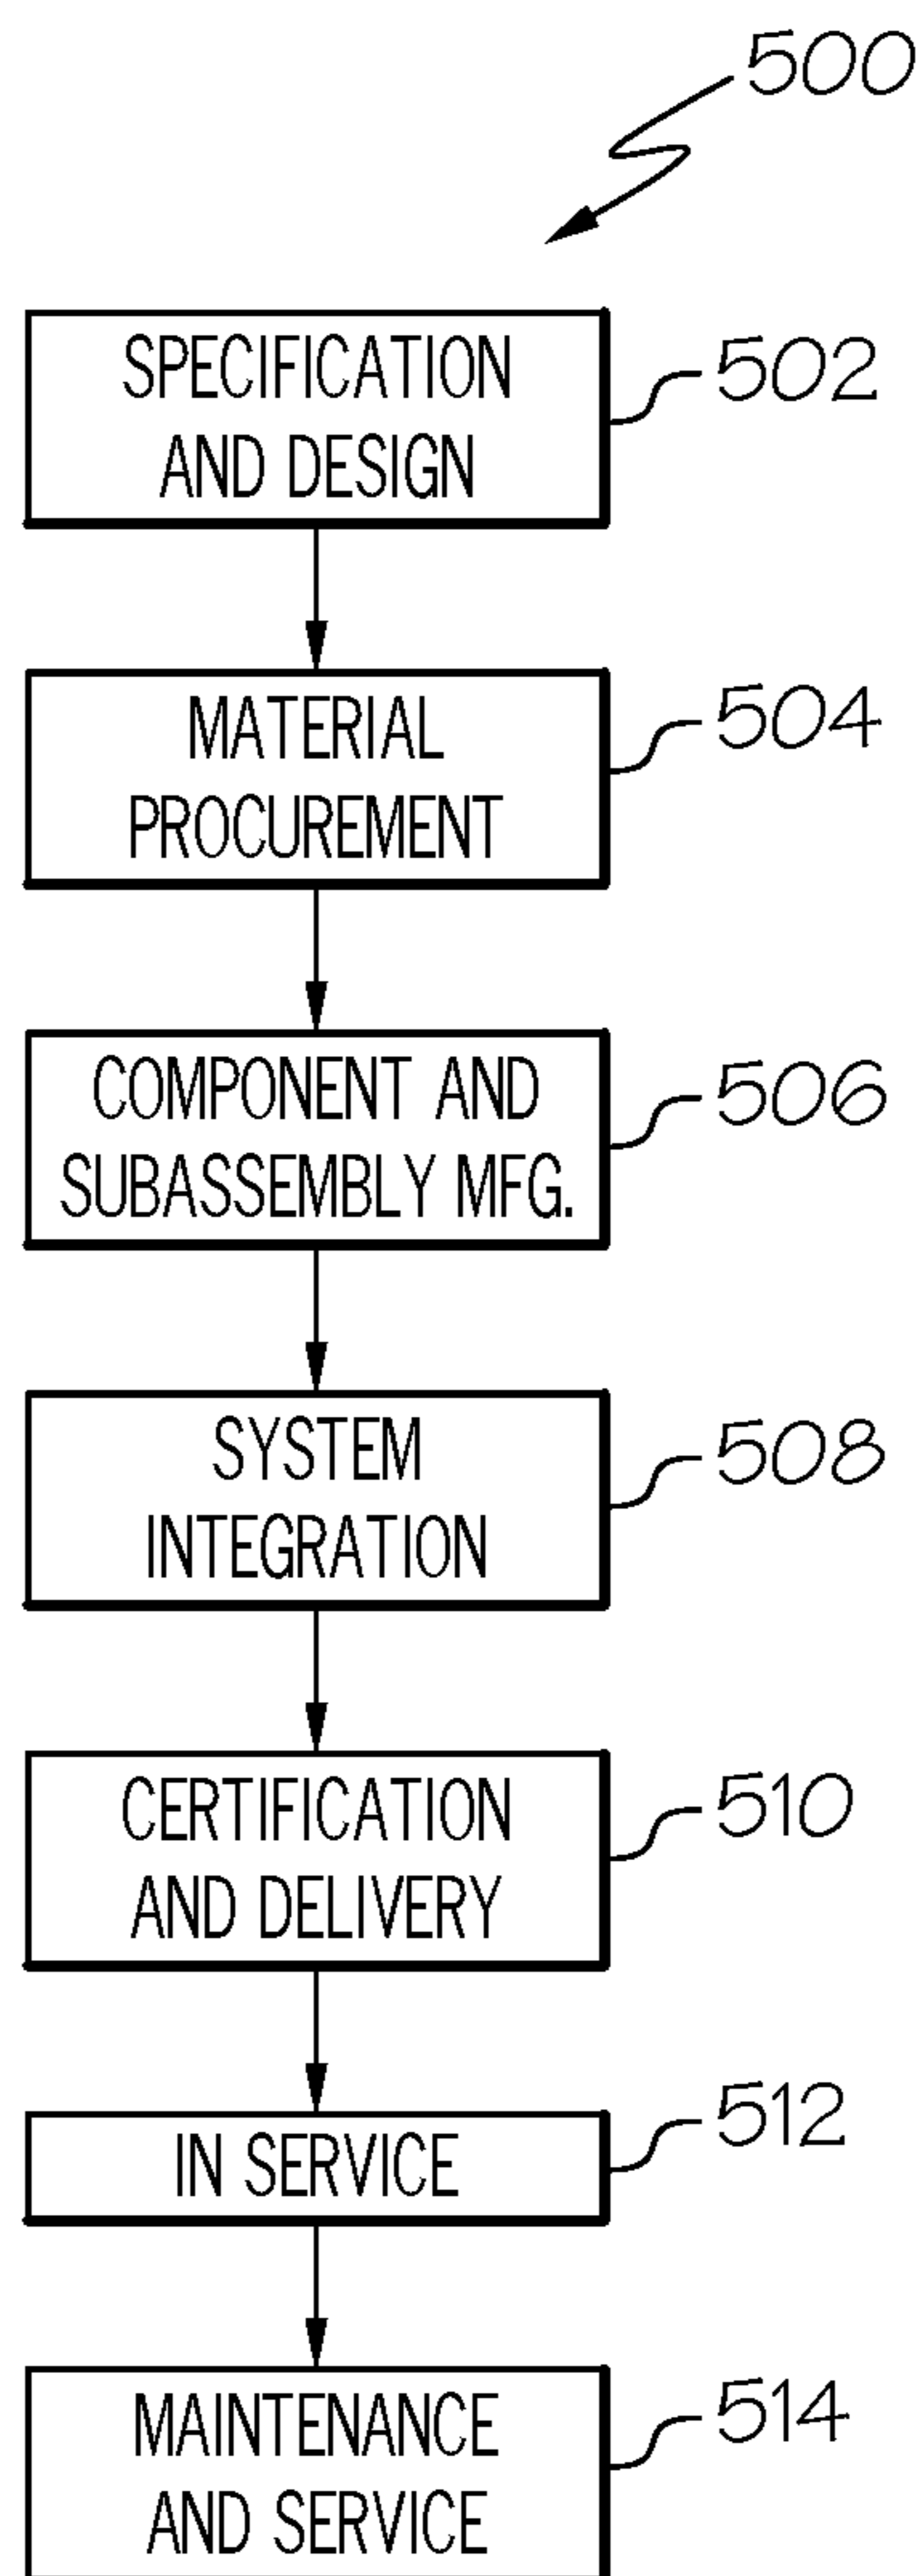 500
SPECIFICATION
AND DESIGN
502
MATERIAL
PROCUREMENT
504
COMPONENT AND
SUBASSEMBLY MFG.
506
SYSTEM
INTEGRATION
508
CERTIFICATION
AND DELIVERY
510
IN SERVICE
512
MAINTENANCE
AND SERVICE
514